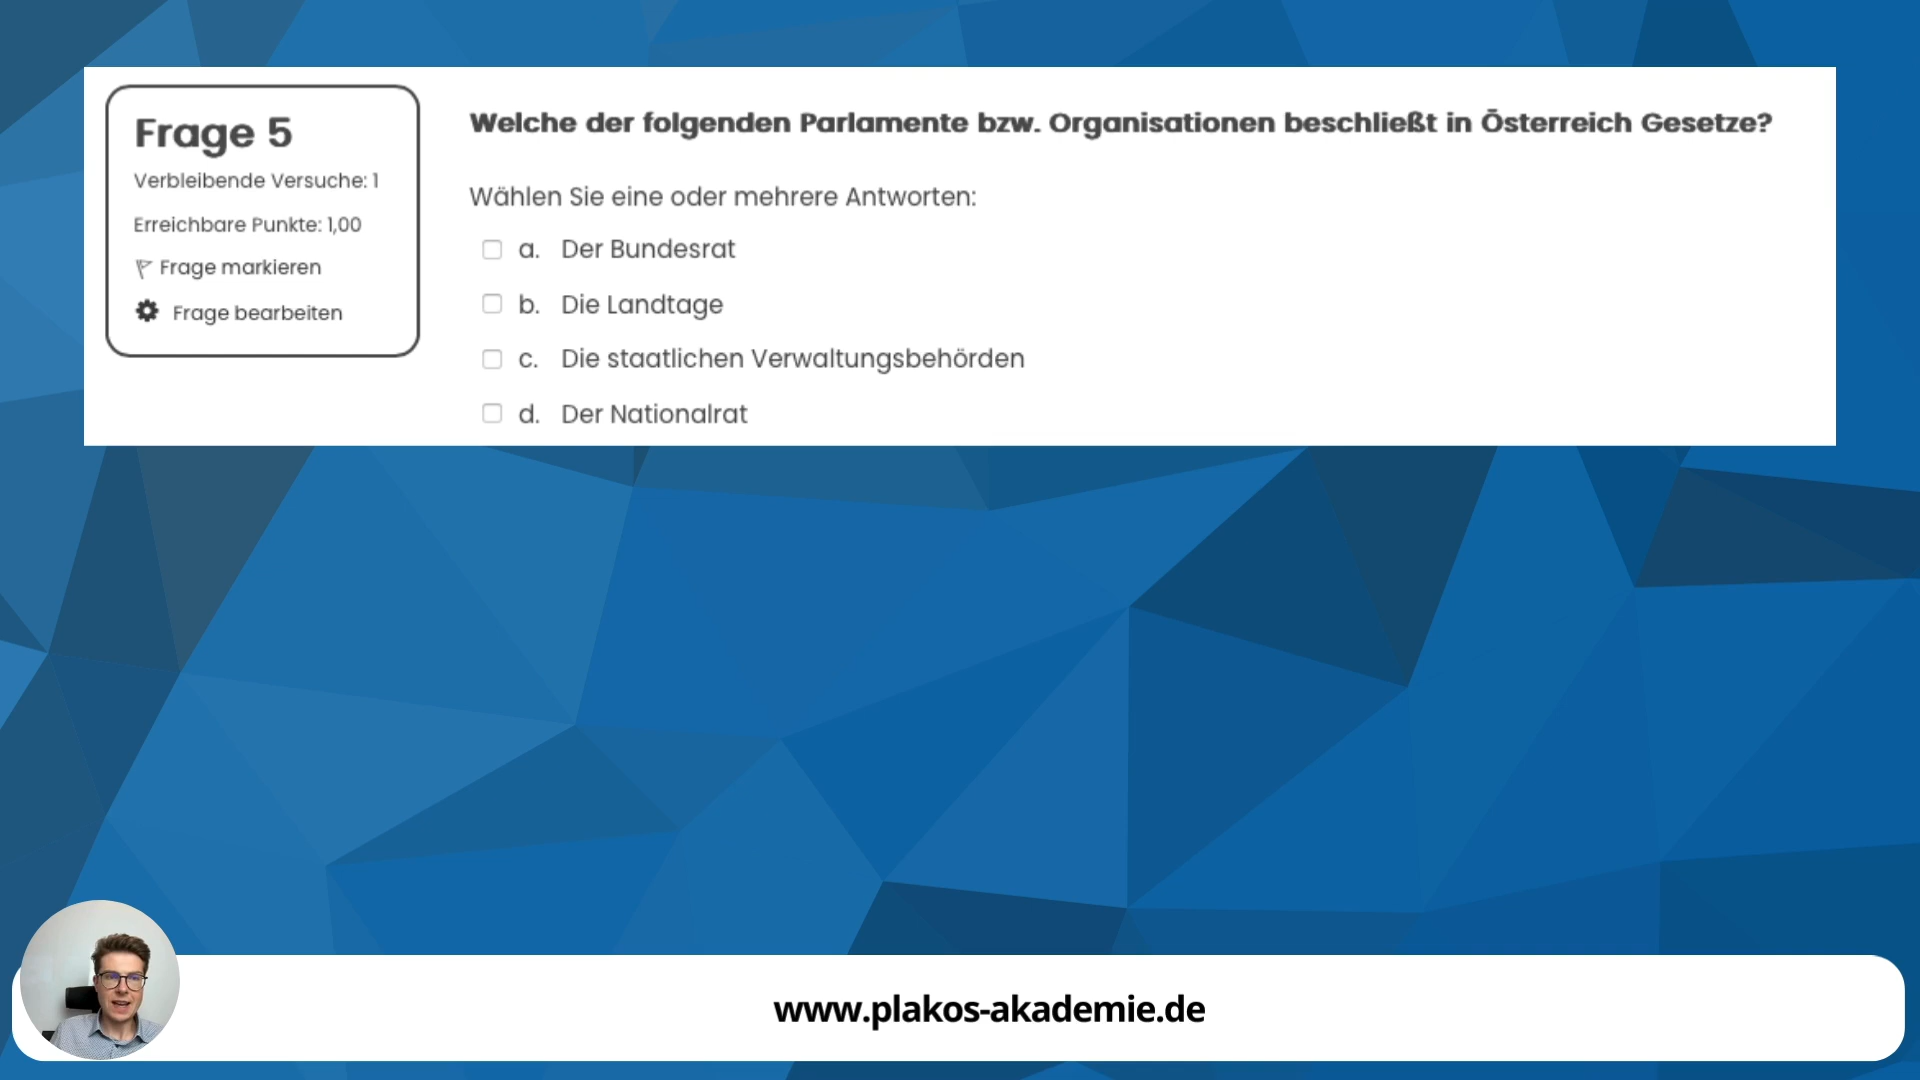 Frage 5
Verbleibende Versuche: 1
Erreichbare Punkte: 1,00
Frage markieren
Frage bearbeiten
Welche der folgenden Parlamente bzw. Organisationen beschließt in Österreich Gesetze?
Wählen Sie eine oder mehrere Antworten:
a. Der Bundesrat
b. Die Landtage
c. Die staatlichen Verwaltungsbehörden
d. Der Nationalrat
www.plakos-akademie.de